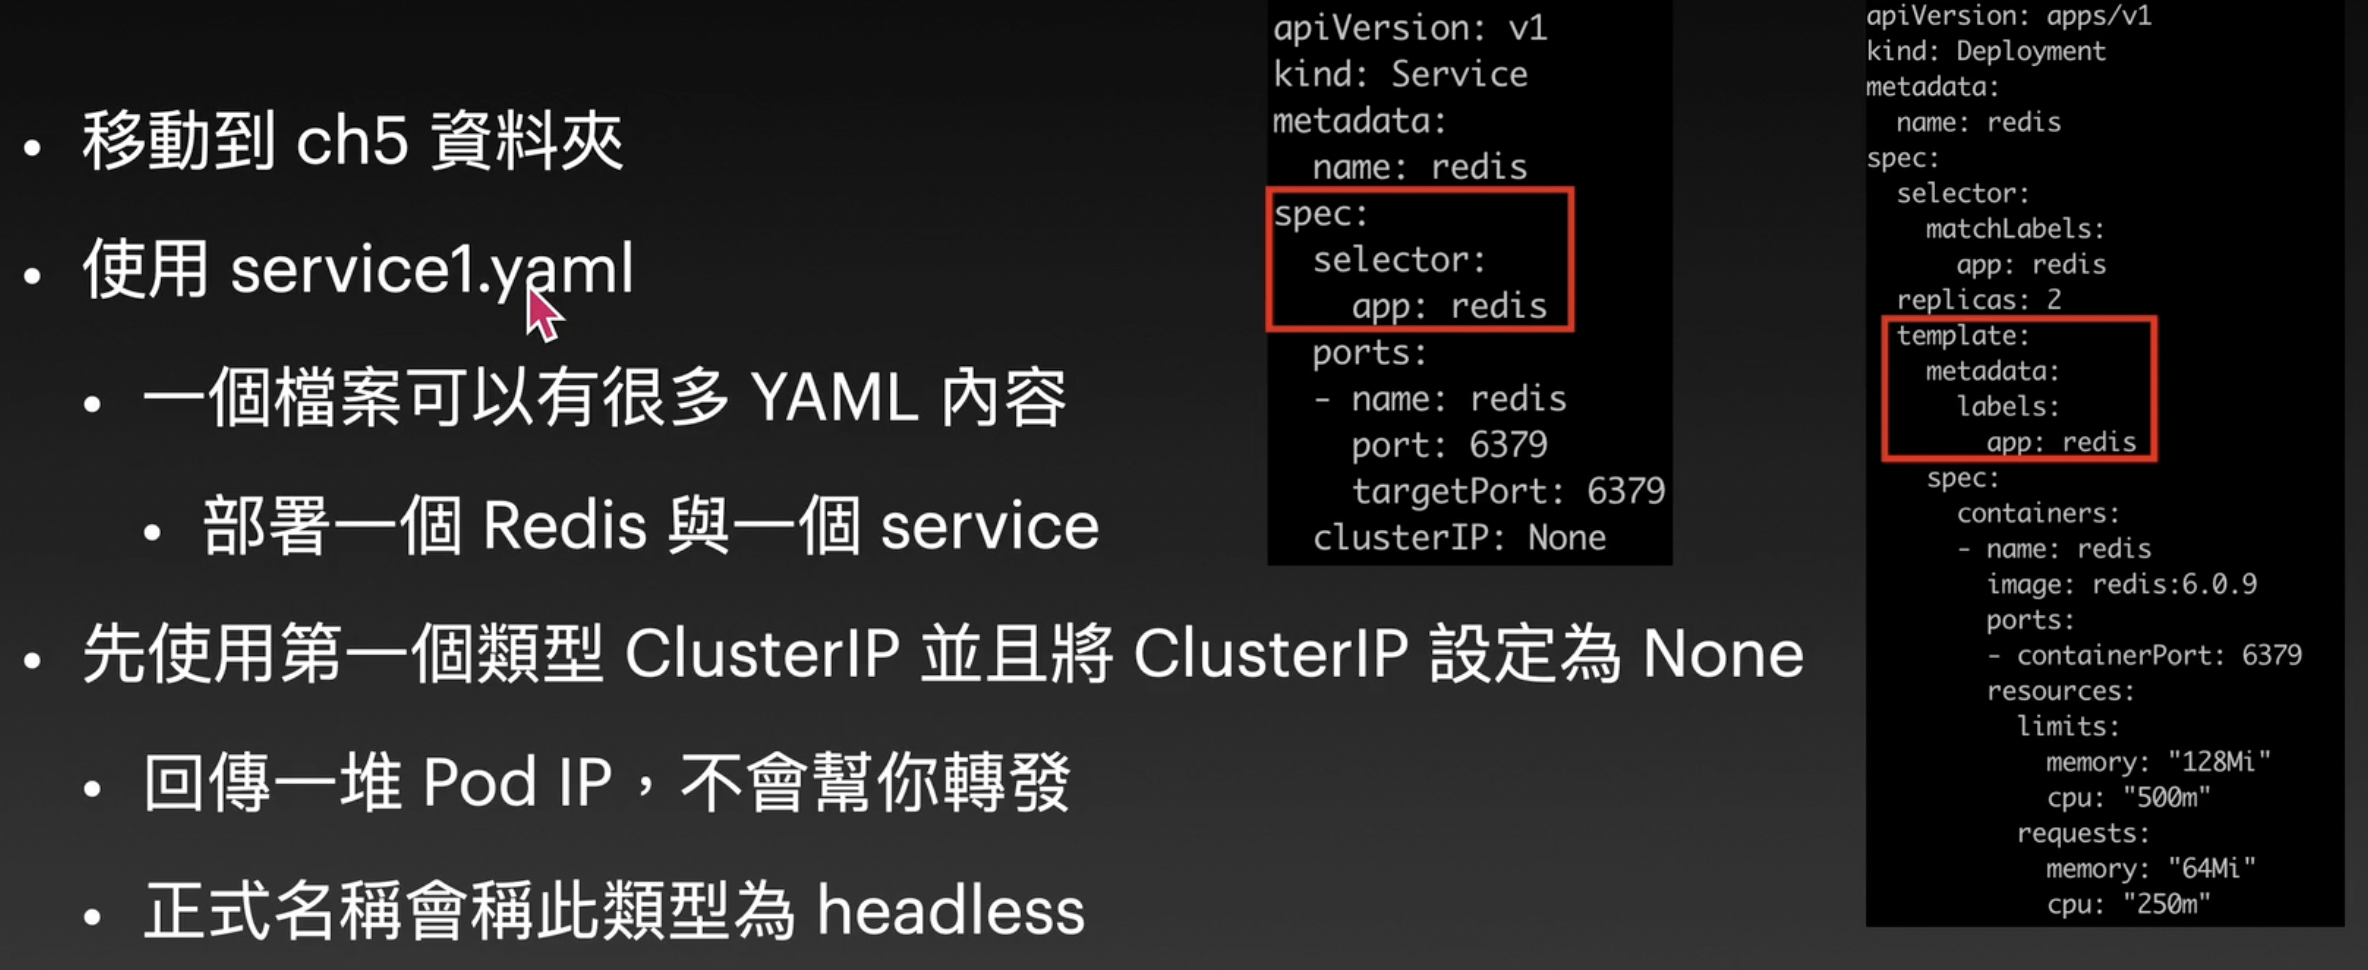 • 移動到 ch5 資料夾
• 使用 service1.yaml
• 一個檔案可以有很多 YAML 內容
• 部署一個 Redis 與一個 service
• 先使用第一個類型 ClusterIP 並且將 ClusterIP 設定為 None
• 回傳一堆 Pod IP，不會幫你轉發
• 正式名稱會稱此類型為 headless
apiVersion: v1
kind: Service
metadata:
  name: redis
spec:
  selector:
    app: redis
  ports:
  - name: redis
    port: 6379
    targetPort: 6379
  clusterIP: None
apiVersion: apps/v1
kind: Deployment
metadata:
  name: redis
spec:
  selector:
    matchLabels:
      app: redis
  replicas: 2
  template:
    metadata:
      labels:
        app: redis
    spec:
      containers:
      - name: redis
        image: redis:6.0.9
        ports:
        - containerPort: 6379
        resources:
          limits:
            memory: "128Mi"
            cpu: "500m"
          requests:
            memory: "64Mi"
            cpu: "250m"